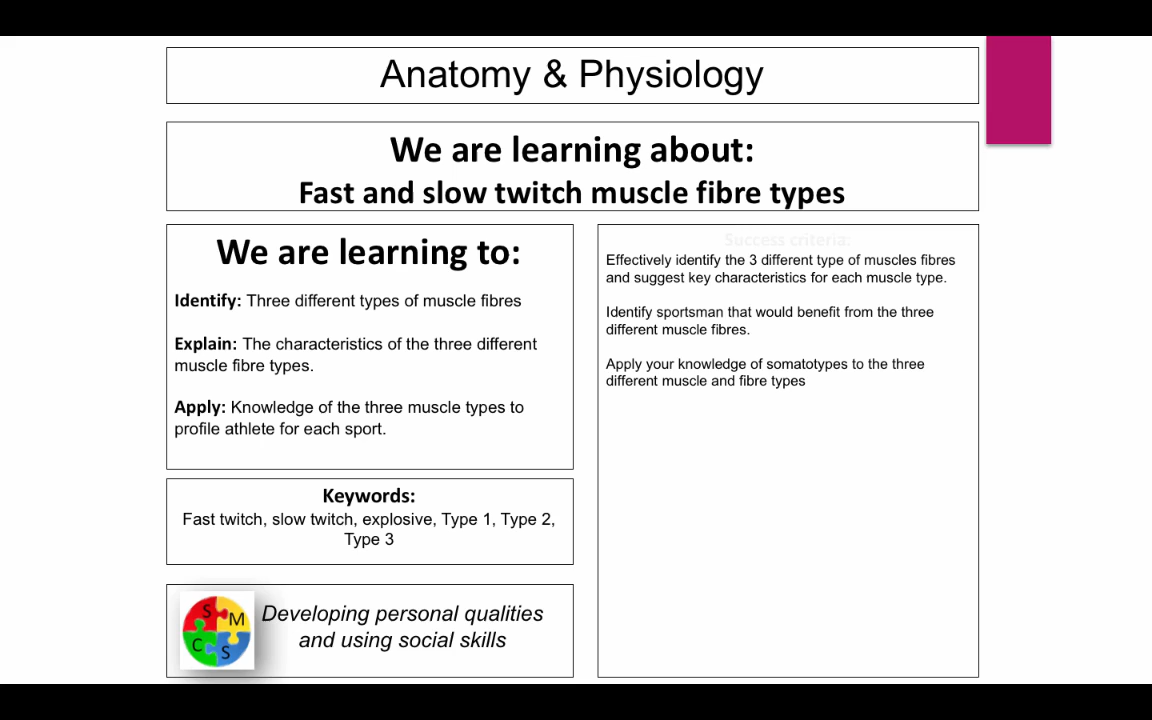 Anatomy & Physiology
We are learning about:
Fast and slow twitch muscle fibre types
We are learning to:
Identify: Three different types of muscle fibres
Explain: The characteristics of the three different
muscle fibre types.
Apply: Knowledge of the three muscle types to
profile athlete for each sport.
Keywords:
Fast twitch, slow twitch, explosive, Type 1, Type 2,
Type 3
S
M
C
S
Developing personal qualities
and using social skills
Success criteria:
Effectively identify the 3 different type of muscles fibres
and suggest key characteristics for each muscle type.
Identify sportsman that would benefit from the three
different muscle fibres.
Apply your knowledge of somatotypes to the three
different muscle and fibre types